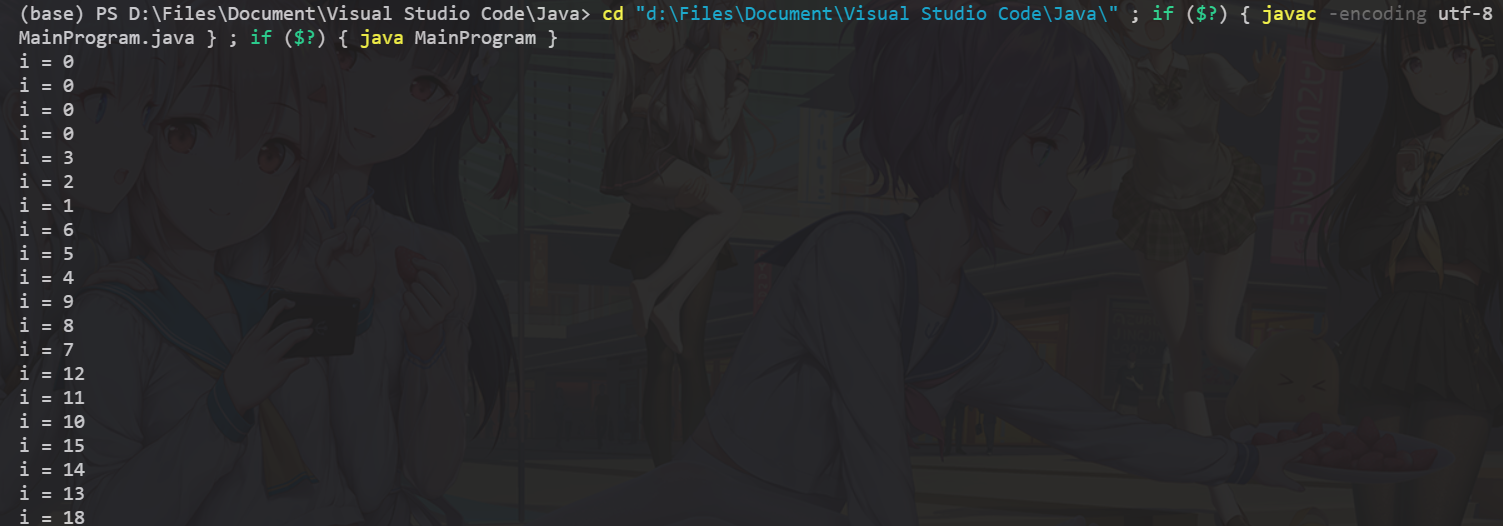 (base) PS D:\Files\Document\Visual Studio Code\Java> cd "d:\Files\Document\Visual Studio Code\Java\" ; if ($?) { javac -encoding utf-8
MainProgram.java } ; if ($?) { java MainProgram }
i = 0
i = 0
i = 0
i = 0
i = 3
i = 2
i = 1
i = 6
i = 5
i = 4
i = 9
i = 8
i = 7
i = 12
i = 11
i = 10
i = 15
i = 14
i = 13
i = 18
AZUR LANE